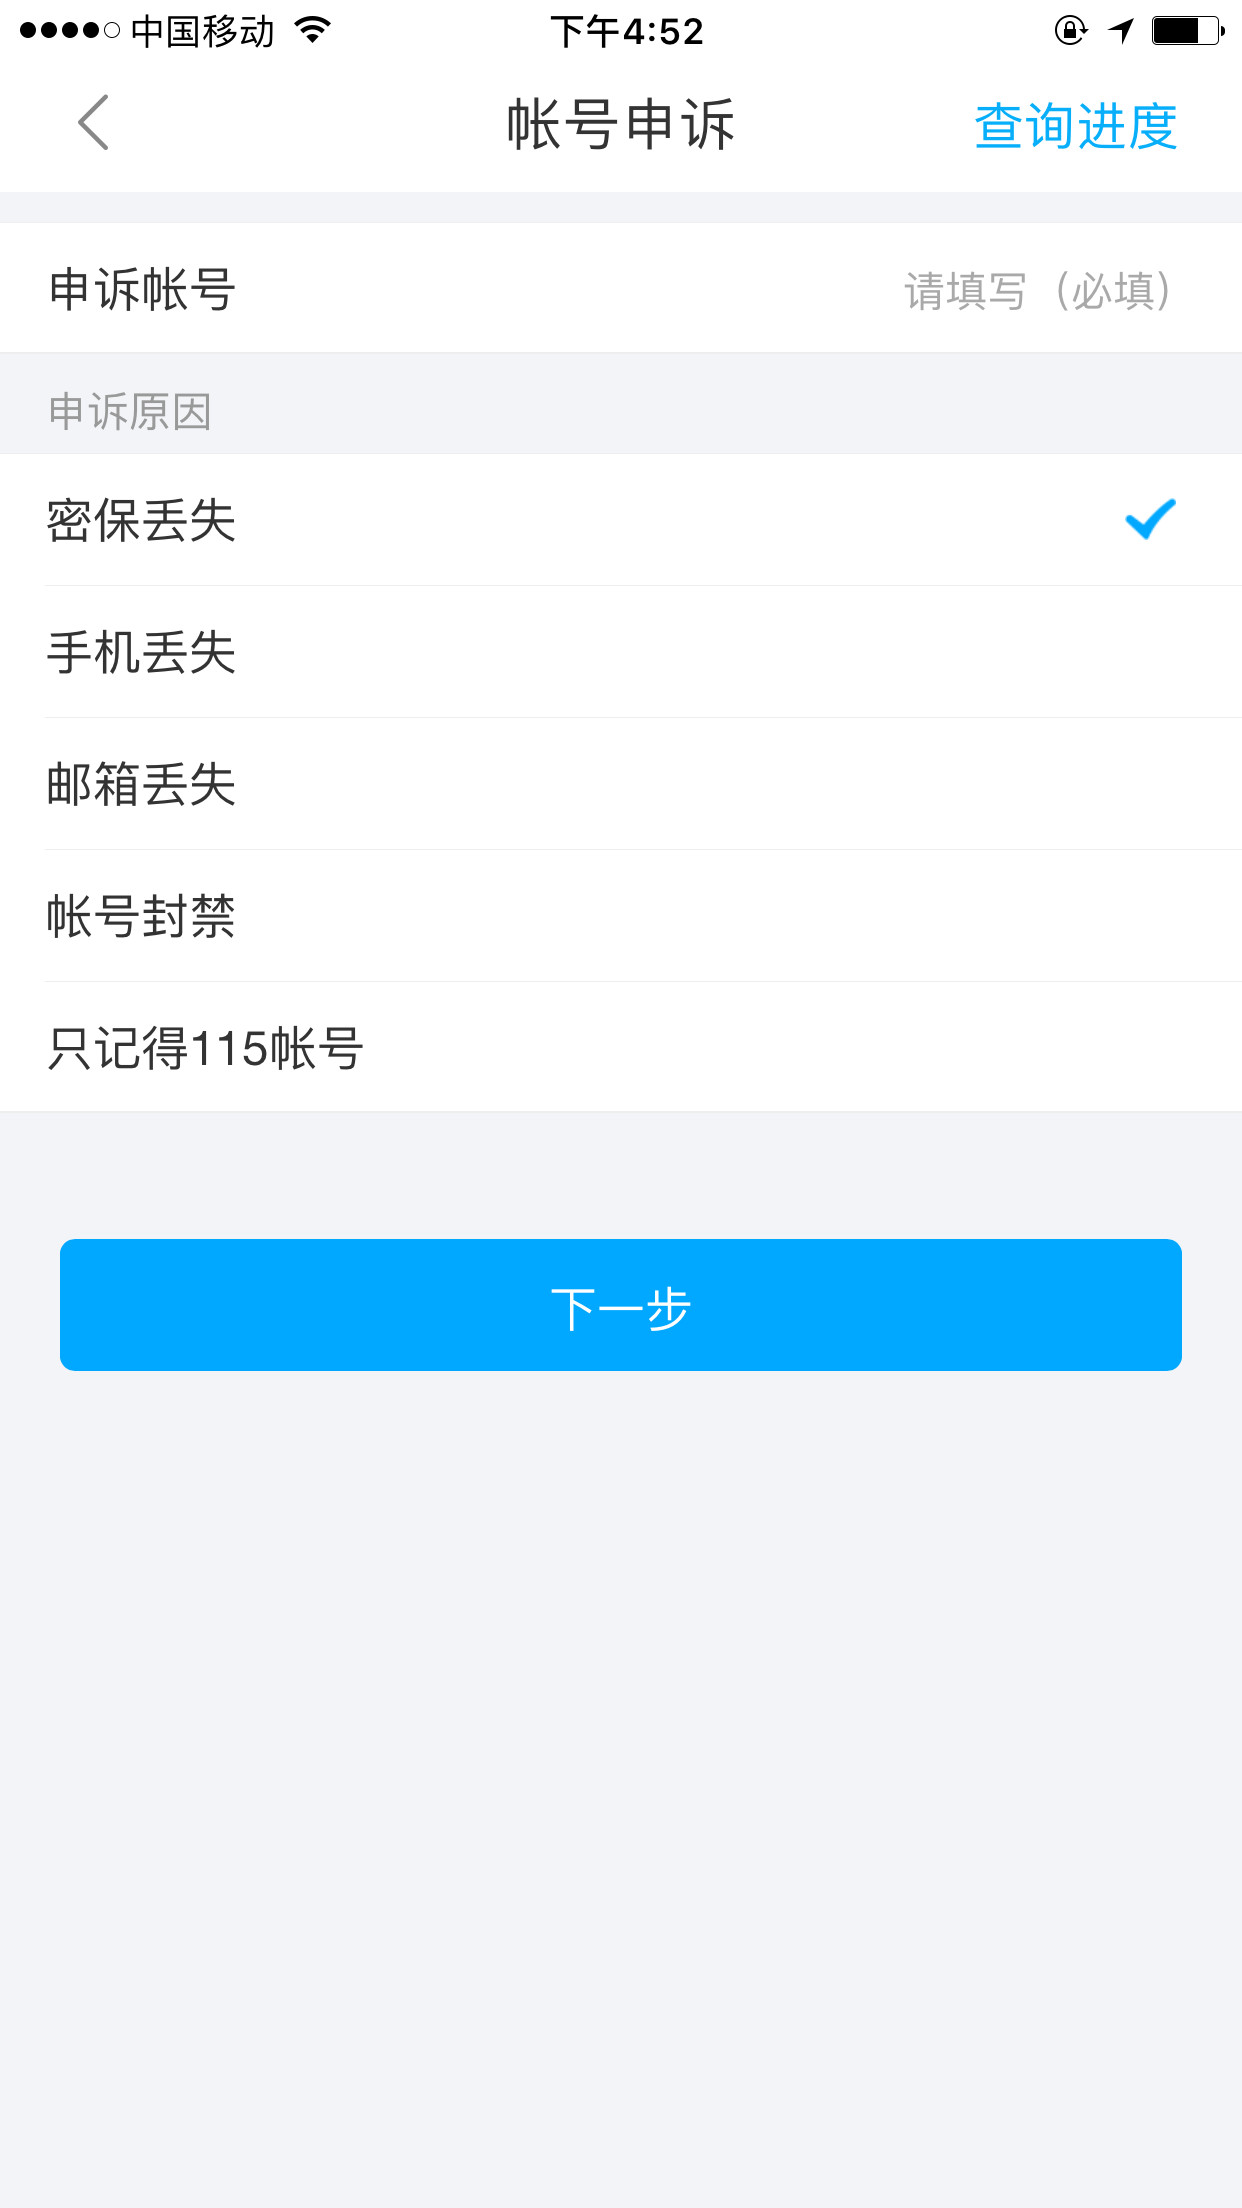 中国移动 下午4:52
帐号申诉 查询进度
申诉帐号 请填写（必填）
申诉原因
密保丢失
手机丢失
邮箱丢失
帐号封禁
只记得115帐号
下一步